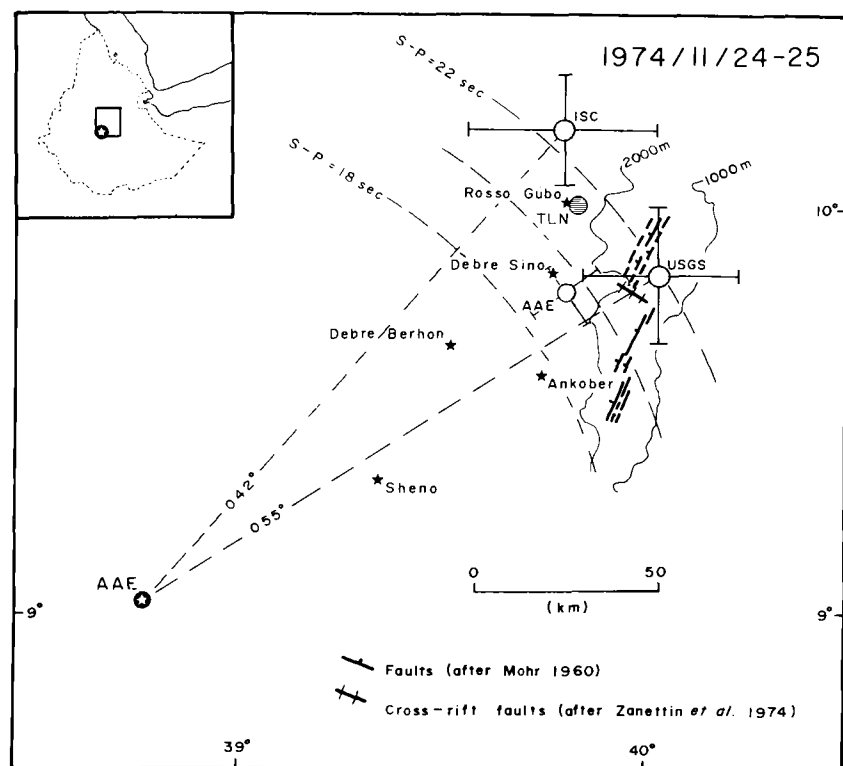 1974/11/24-25
S-P=22 sec
ISC
2000m
S-P=18 sec
1000m
Rosso Gubo
TLN
10°
Debre Sino
USGS
AAE
Debre Berhon
Ankober
042°
Sheno
055°
AAE
0 50
(km)
9° 9°
Faults (after Mohr 1960)
Cross-rift faults (after Zanettin et al. 1974)
39° 40°